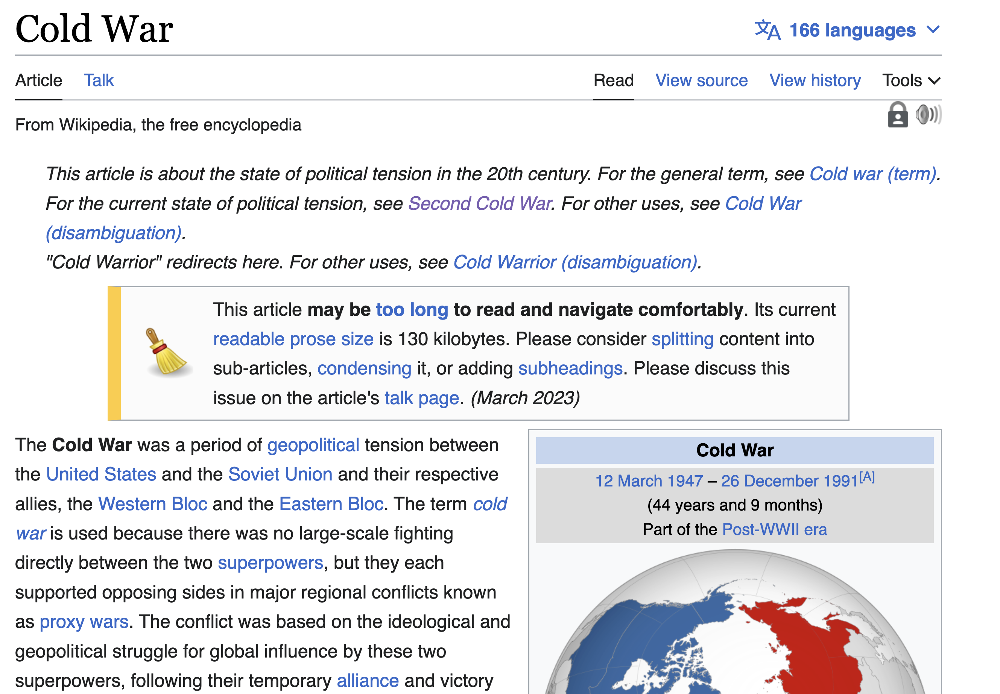 Cold War
文A 166 languages
Article Talk Read View source View history Tools
From Wikipedia, the free encyclopedia
This article is about the state of political tension in the 20th century. For the general term, see Cold war (term).
For the current state of political tension, see Second Cold War. For other uses, see Cold War
(disambiguation).
"Cold Warrior" redirects here. For other uses, see Cold Warrior (disambiguation).
This article may be too long to read and navigate comfortably. Its current
readable prose size is 130 kilobytes. Please consider splitting content into
sub-articles, condensing it, or adding subheadings. Please discuss this
issue on the article's talk page. (March 2023)
The Cold War was a period of geopolitical tension between
the United States and the Soviet Union and their respective
allies, the Western Bloc and the Eastern Bloc. The term cold
war is used because there was no large-scale fighting
directly between the two superpowers, but they each
supported opposing sides in major regional conflicts known
as proxy wars. The conflict was based on the ideological and
geopolitical struggle for global influence by these two
superpowers, following their temporary alliance and victory
Cold War
12 March 1947 – 26 December 1991[A]
(44 years and 9 months)
Part of the Post-WWII era